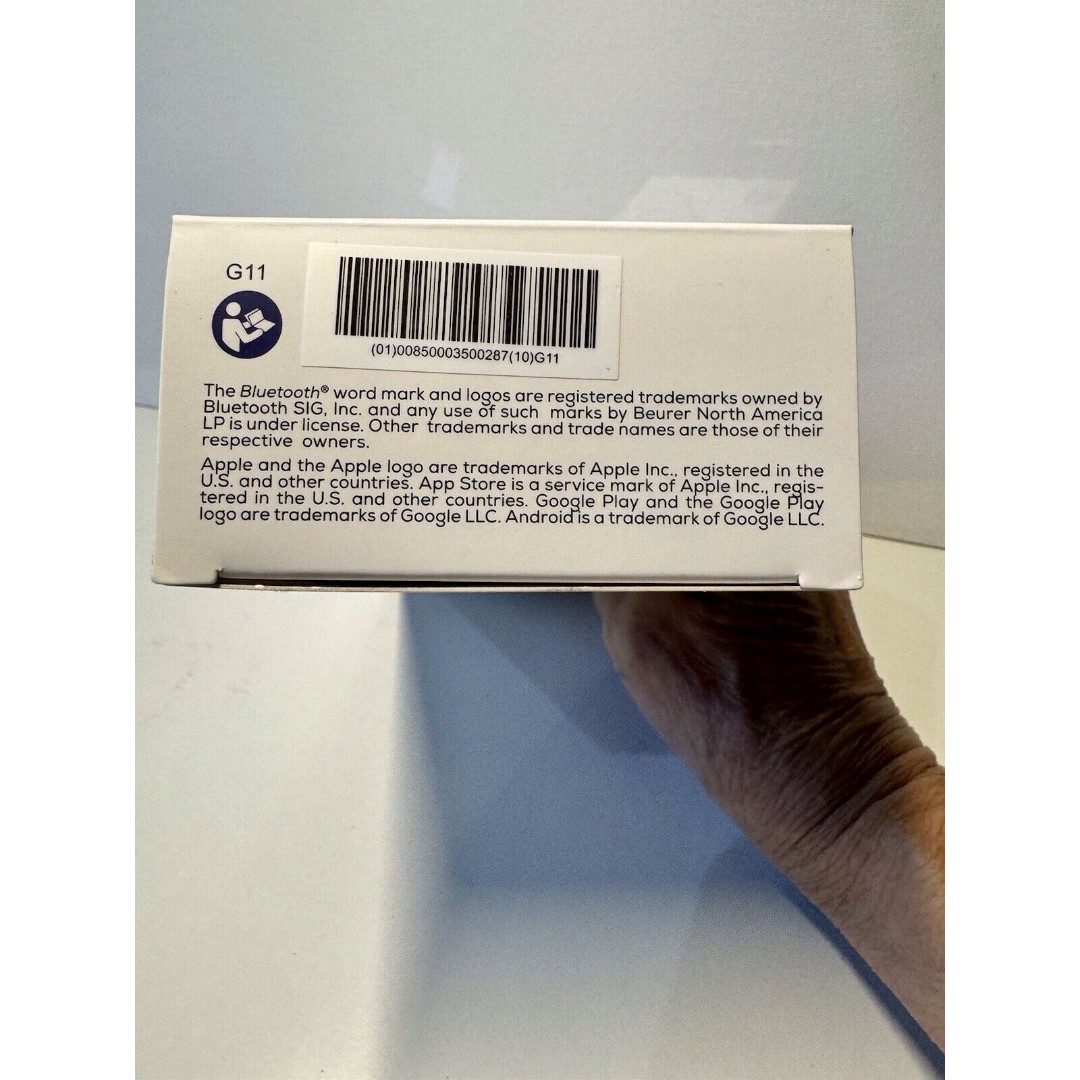 G11
(01)00850003500287(10)G11
The Bluetooth® word mark and logos are registered trademarks owned by
Bluetooth SIG, Inc. and any use of such marks by Beurer North America
LP is under license. Other trademarks and trade names are those of their
respective owners.
Apple and the Apple logo are trademarks of Apple Inc., registered in the
U.S. and other countries. App Store is a service mark of Apple Inc., regis-
tered in the U.S. and other countries. Google Play and the Google Play
logo are trademarks of Google LLC. Android is a trademark of Google LLC.